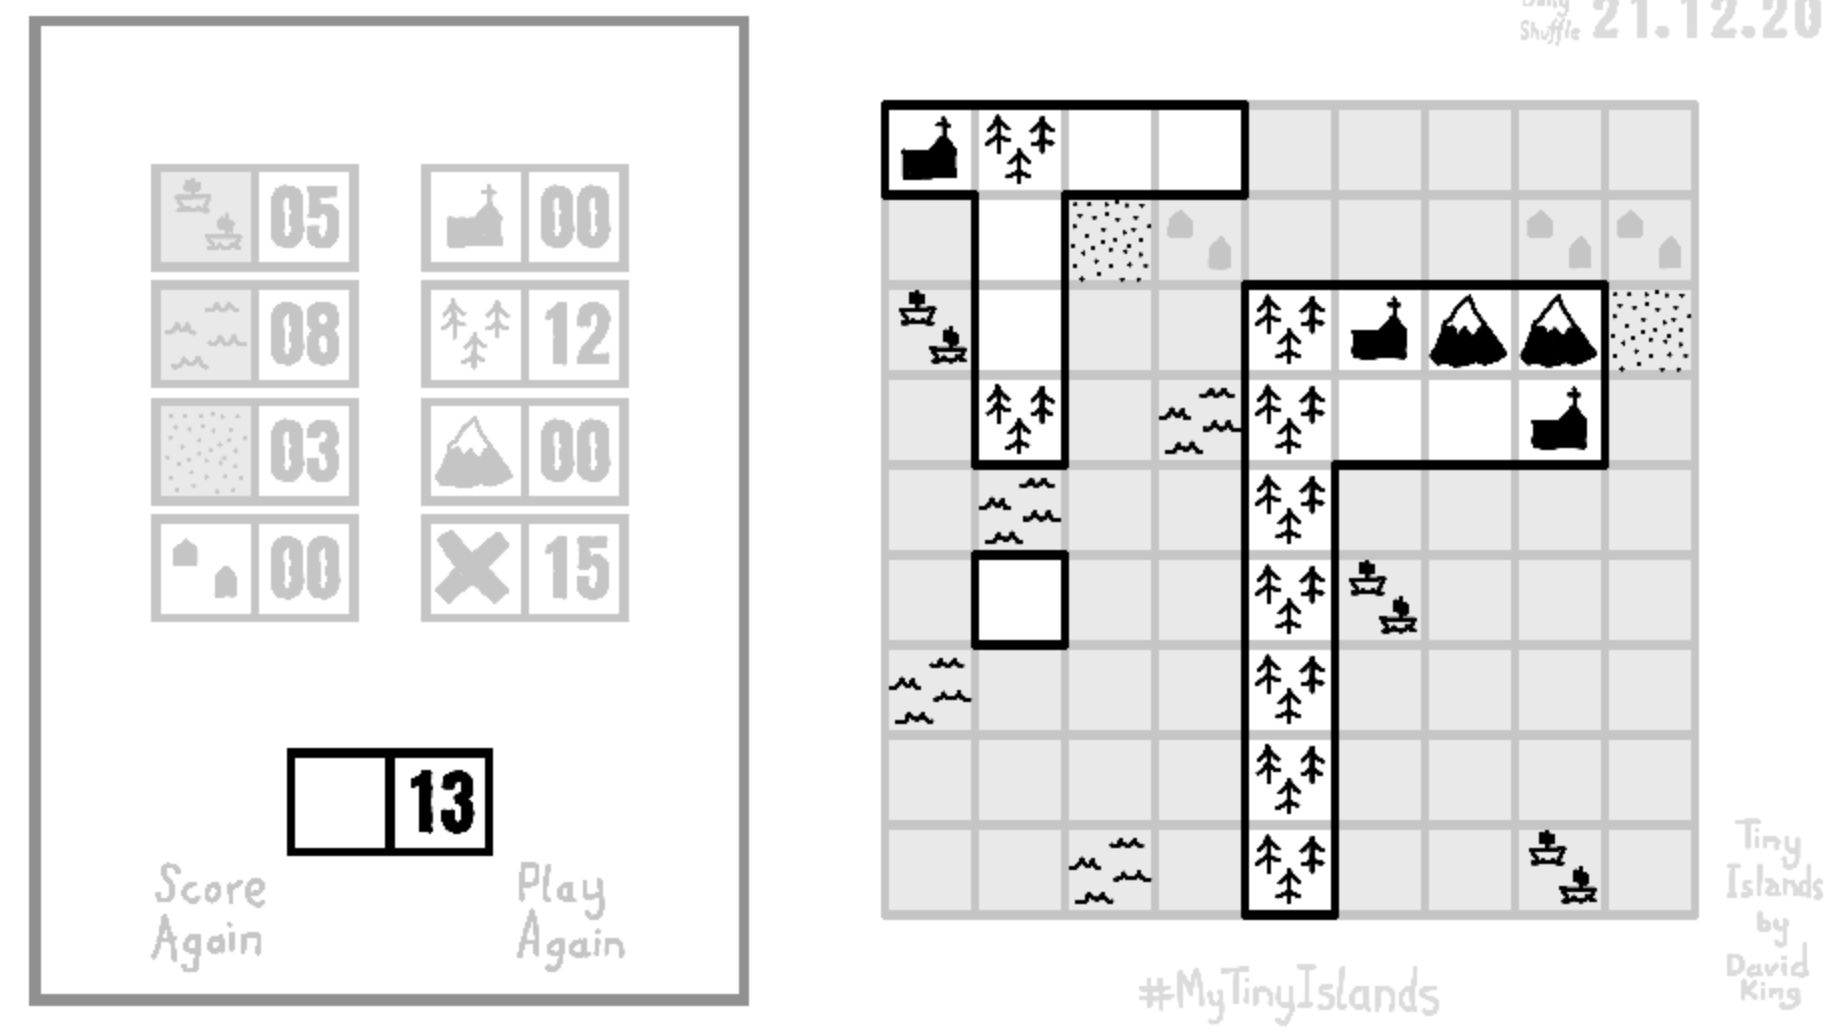 Daily
Shuffle 21.12.20
05 00
08 12
03 00
00 15
13
Score
Again
Play
Again
#MyTinyIslands
Tiny
Islands
by
David
King